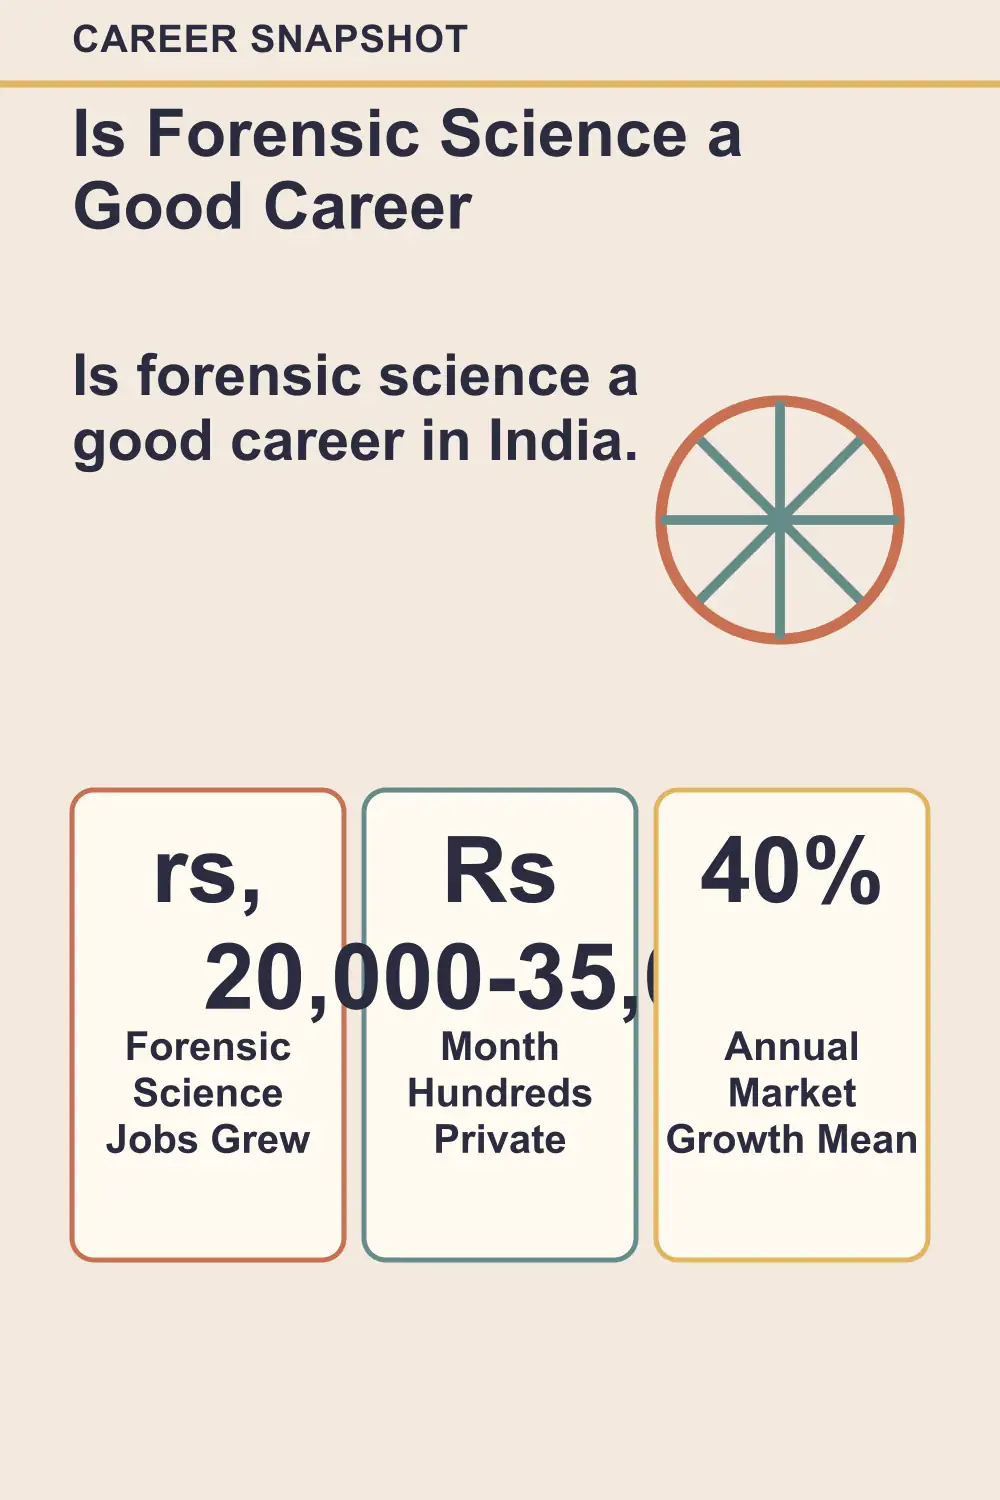 CAREER SNAPSHOT
Is Forensic Science a
Good Career
Is forensic science a
good career in India.
rs,
Forensic
Science
Jobs Grew
Rs
20,000-35,
Month
Hundreds
Private
40%
Annual
Market
Growth Mean